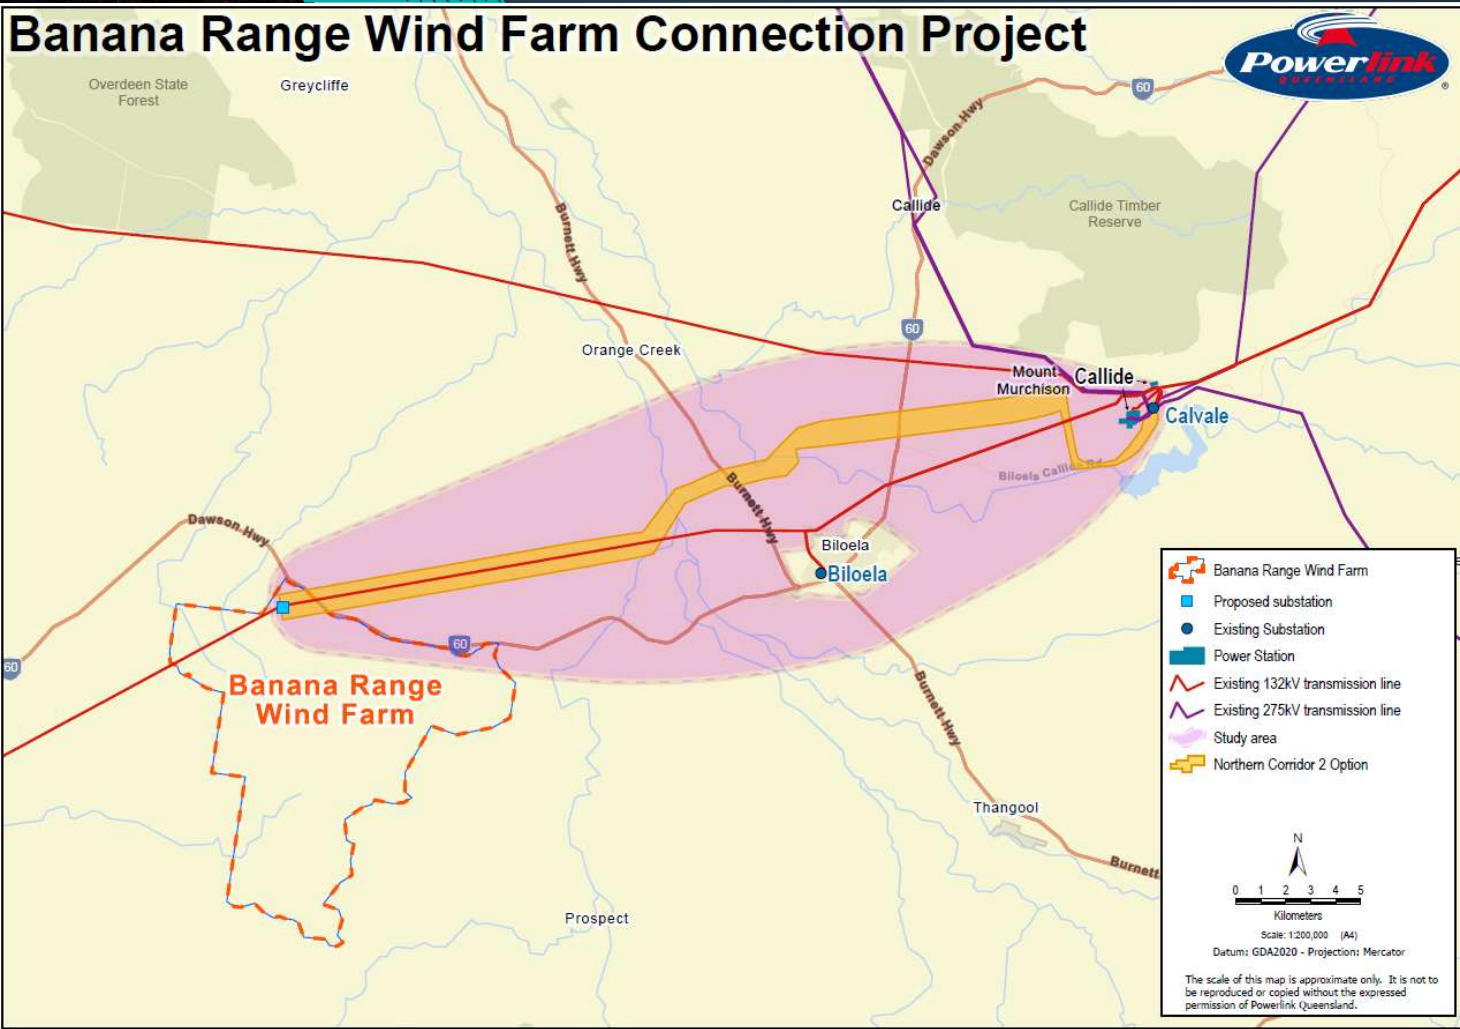 Banana Range Wind Farm Connection Project
Powerlink
QUEENSLAND
®
Overdeen State
Forest
Greycliffe
60
Dawson Hwy
Burnett Hwy
Callide
Callide Timber
Reserve
60
Orange Creek
Mount
Murchison
Callide
Calvale
Biloela Callide Rd
Burnett Hwy
Dawson Hwy
Biloela
Biloela
60
60
Banana Range
Wind Farm
Burnett Hwy
Thangool
Burnett
Prospect
Banana Range Wind Farm
Proposed substation
Existing Substation
Power Station
Existing 132kV transmission line
Existing 275kV transmission line
Study area
Northern Corridor 2 Option
N
0 1 2 3 4 5
Kilometers
Scale: 1:200,000 (A4)
Datum: GDA2020 - Projection: Mercator
The scale of this map is approximate only. It is not to
be reproduced or copied without the expressed
permission of Powerlink Queensland.